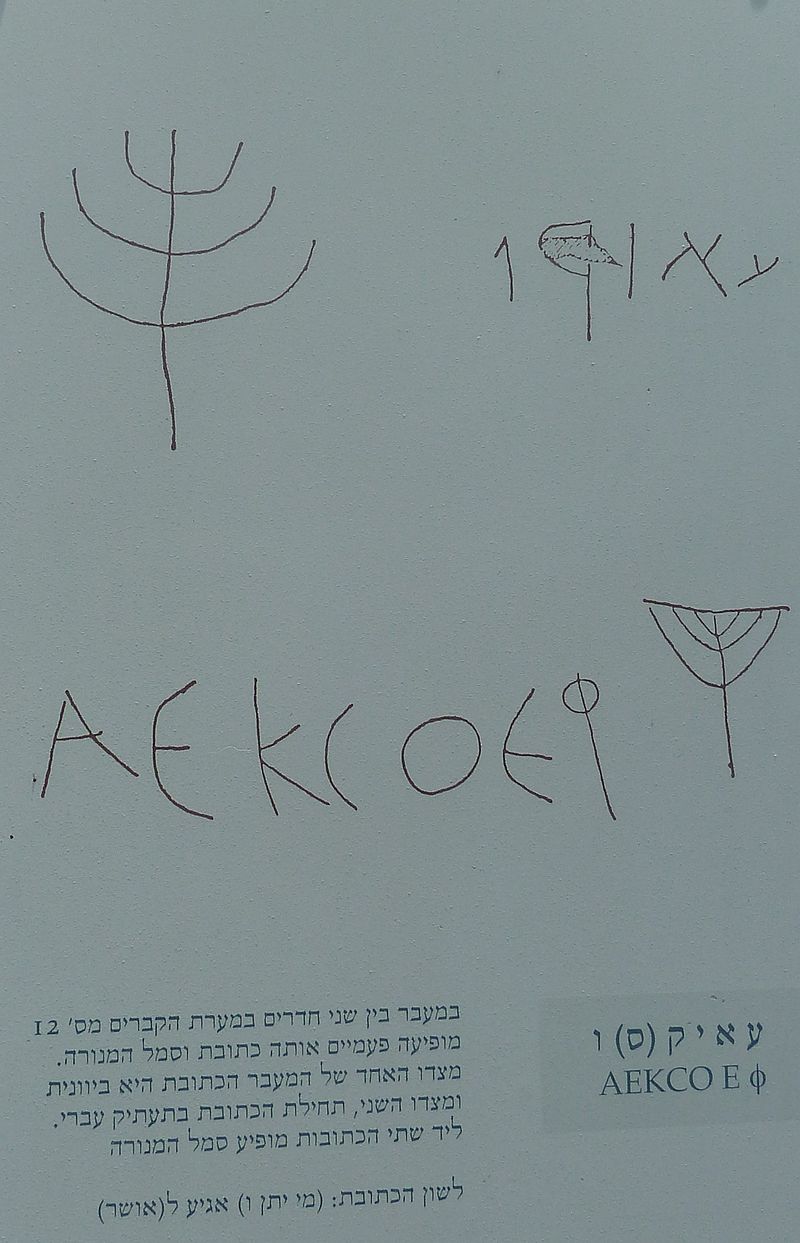 עאיקו
ΑΕΚCΟΕφ
במעבר בין שני חדרים במערת הקברים מס' 12
מופיעה פעמיים אותה כתובת וסמל המנורה.
מצדו האחד של המעבר הכתובת היא ביוונית
ומצדו השני, תחילת הכתובת בתעתיק עברי.
ליד שתי הכתובות מופיע סמל המנורה
לשון הכתובת: (מי יתן ו) אגיע ל(אושר)
ע א י ק (ס) ו
AEKCO E ϕ